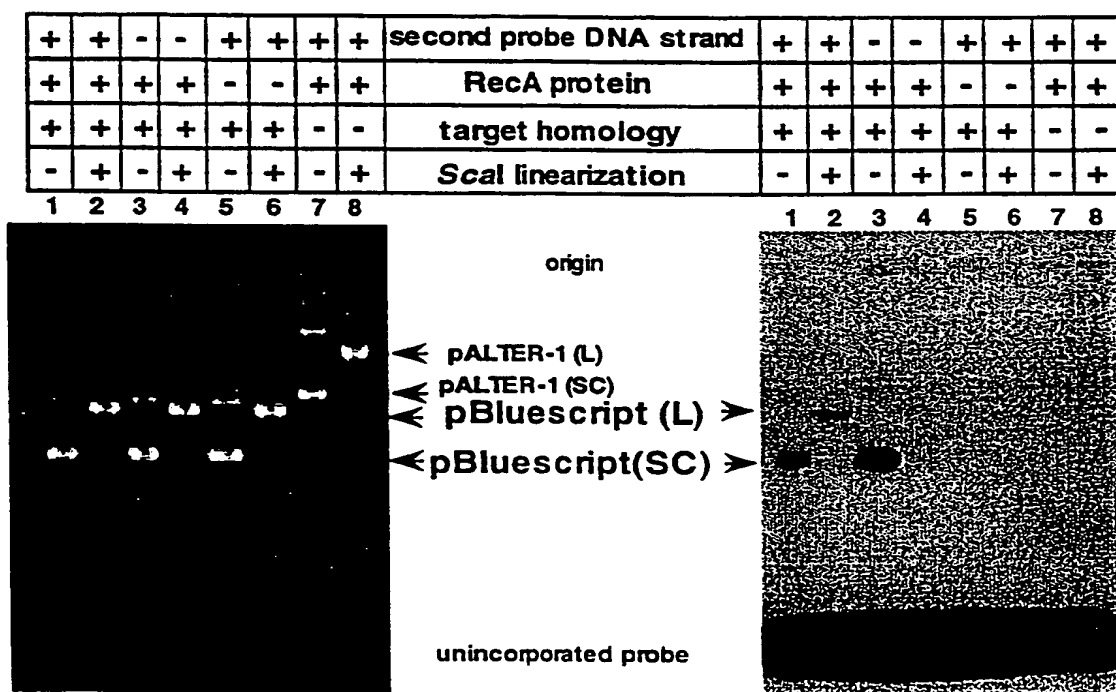 + + - - + + + + second probe DNA strand + + - - + + + +
+ + + + - - + + RecA protein + + + + - - + +
+ + + + + + - - target homology + + + + + + - -
- + - + - + - + ScaI linearization - + - + - + - +
1 2 3 4 5 6 7 8 1 2 3 4 5 6 7 8
origin
pALTER-1 (L)
pALTER-1 (SC)
pBluescript (L)
pBluescript(SC)
unincorporated probe